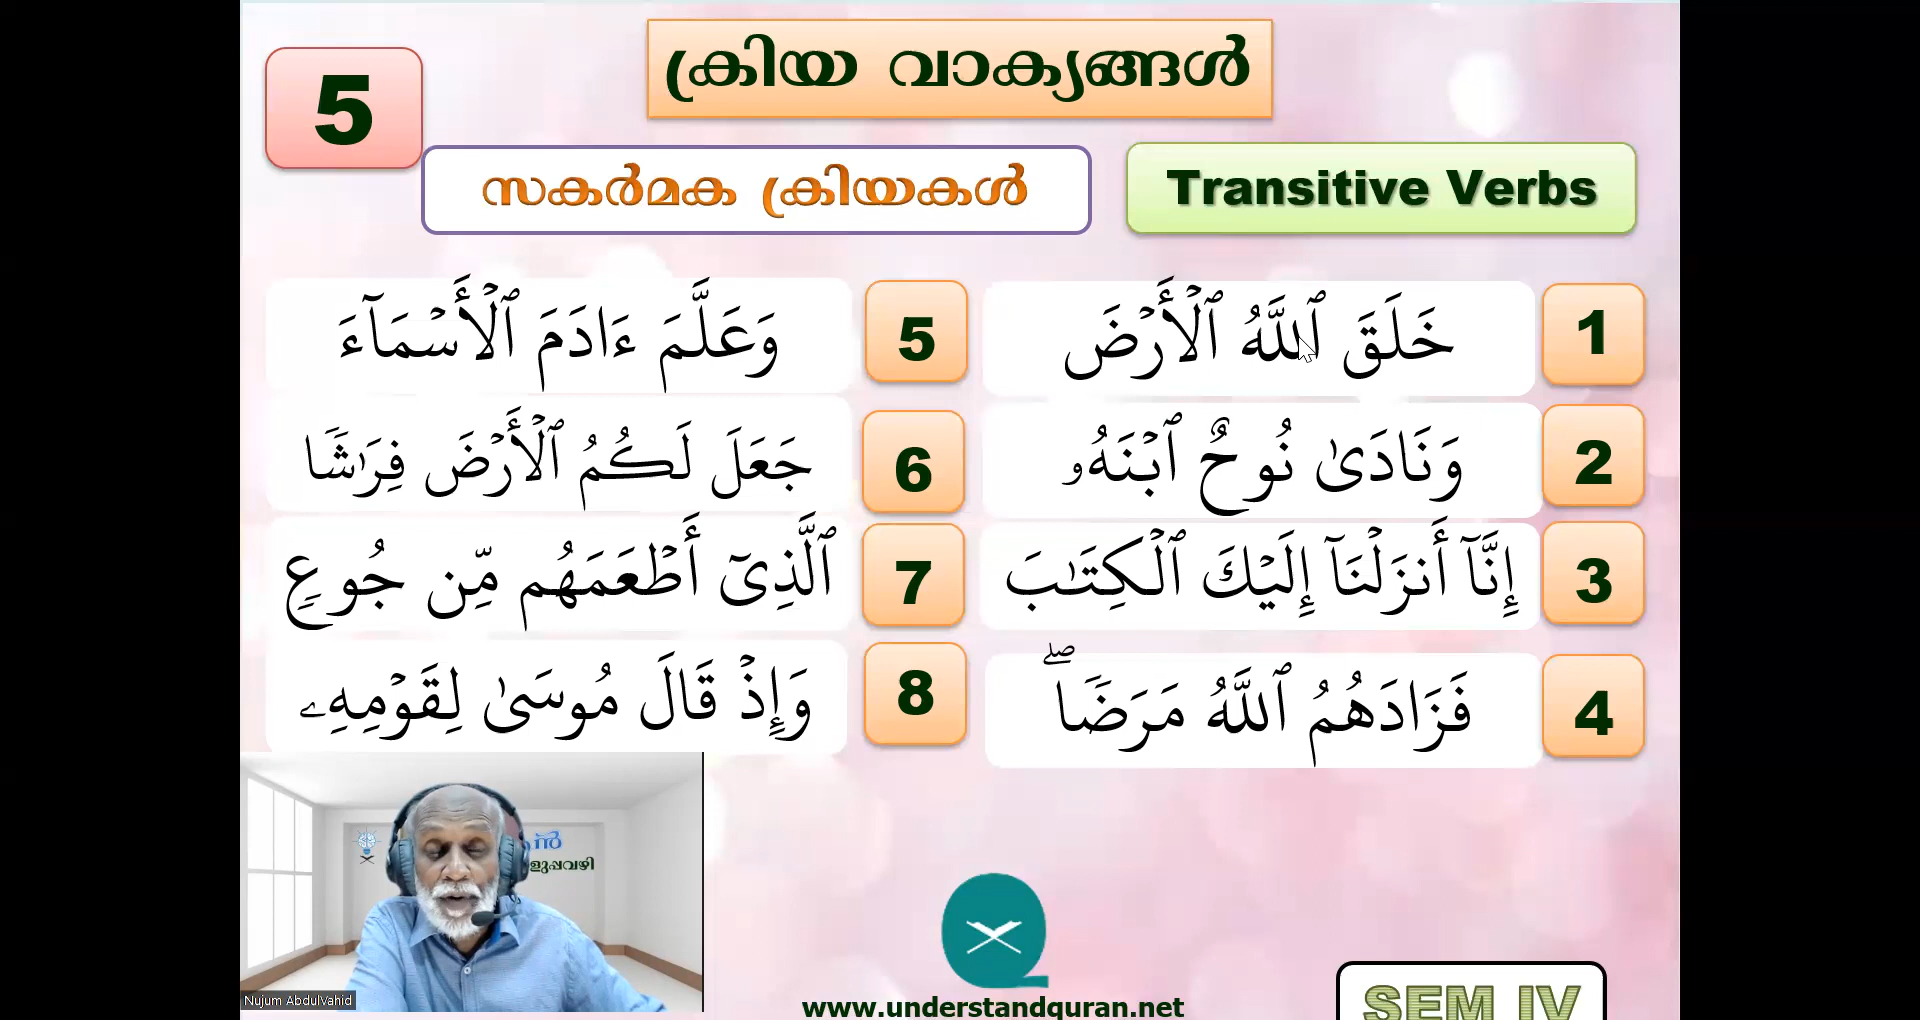 5
ക്രിയ വാക്യങ്ങൾ
സകർമക ക്രിയകൾ
Transitive Verbs
1
خَلَقَ ٱللَّهُ ٱلْأَرْضَ
2
وَنَادَىٰ نُوحٌ ٱبْنَهُۥ
3
إِنَّآ أَنزَلْنَآ إِلَيْكَ ٱلْكِتَـٰبَ
4
فَزَادَهُمُ ٱللَّهُ مَرَضًا ۖ
5
وَعَلَّمَ ءَادَمَ ٱلْأَسْمَآءَ
6
جَعَلَ لَكُمُ ٱلْأَرْضَ فِرَٰشًا
7
ٱلَّذِىٓ أَطْعَمَهُم مِّن جُوعٍ
8
وَإِذْ قَالَ مُوسَىٰ لِقَوْمِهِۦ
Nujum AbdulVahid
www.understandquran.net
SEM IV